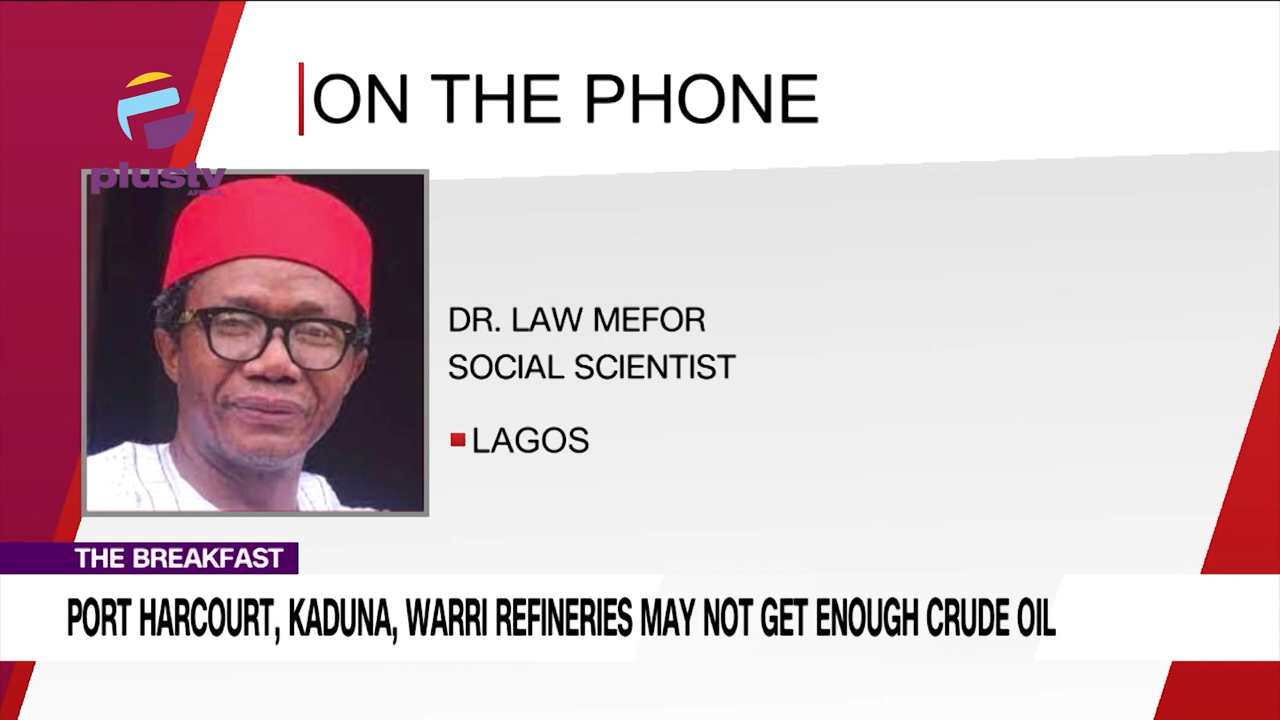 ON THE PHONE
plustv
AFRICA
DR. LAW MEFOR
SOCIAL SCIENTIST
LAGOS
THE BREAKFAST
PORT HARCOURT, KADUNA, WARRI REFINERIES MAY NOT GET ENOUGH CRUDE OIL